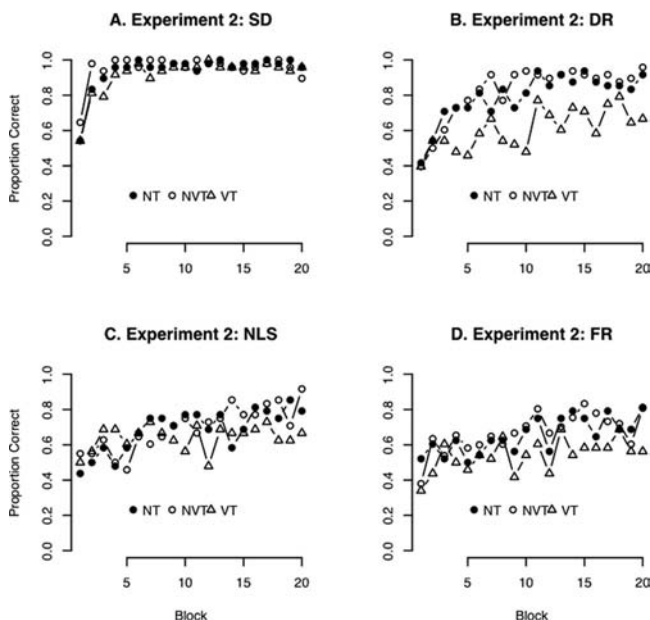 A. Experiment 2: SD
Proportion Correct
0.0 0.2 0.4 0.6 0.8 1.0
NT NVT VT
5 10 15 20
B. Experiment 2: DR
0.0 0.2 0.4 0.6 0.8 1.0
NT NVT VT
5 10 15 20
C. Experiment 2: NLS
Proportion Correct
0.0 0.2 0.4 0.6 0.8 1.0
NT NVT VT
5 10 15 20
Block
D. Experiment 2: FR
0.0 0.2 0.4 0.6 0.8 1.0
NT NVT VT
5 10 15 20
Block